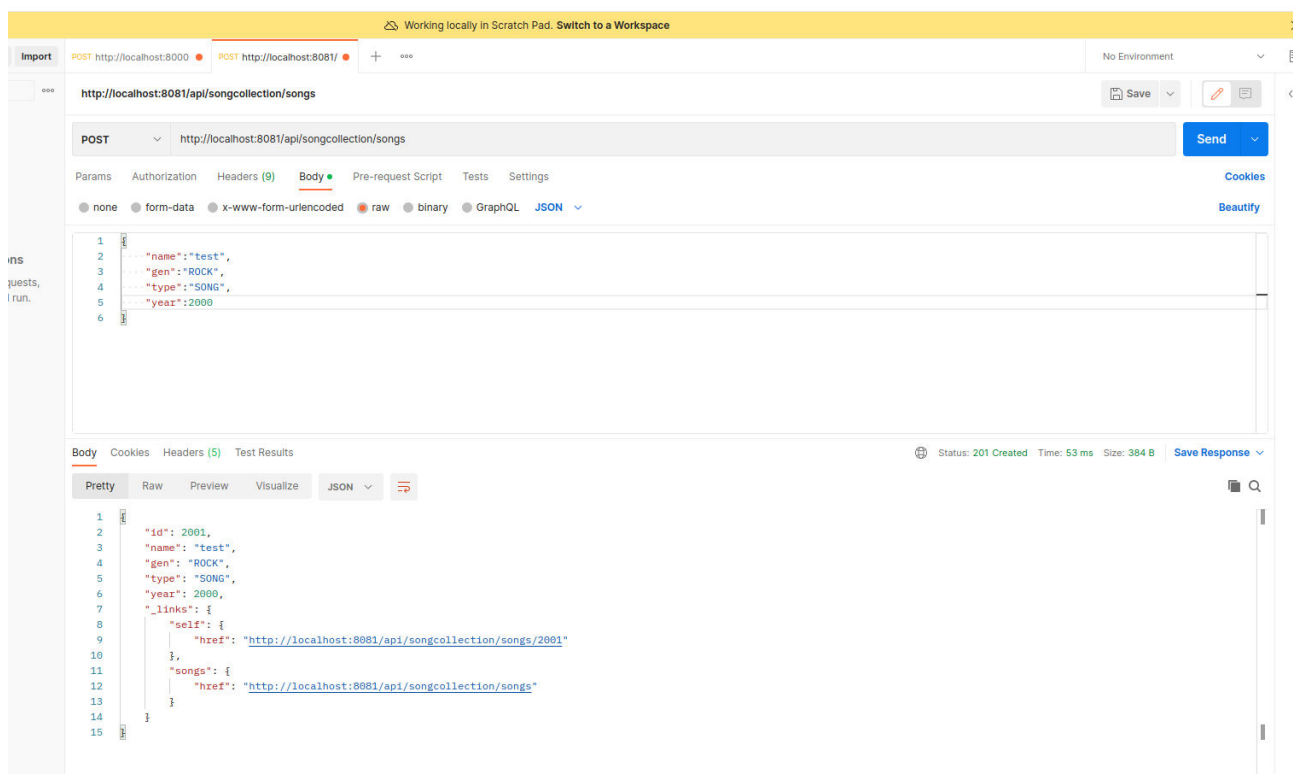 Working locally in Scratch Pad. Switch to a Workspace
Import
POST http://localhost:8000
POST http://localhost:8081/
No Environment
http://localhost:8081/api/songcollection/songs
Save
POST
http://localhost:8081/api/songcollection/songs
Send
Params Authorization Headers (9) Body Pre-request Script Tests Settings
Cookies
none form-data x-www-form-urlencoded raw binary GraphQL JSON
Beautify
ons
quests,
run.
1 {
2 "name":"test",
3 "gen":"ROCK",
4 "type":"SONG",
5 "year":2000
6 }
Body Cookies Headers (5) Test Results
Status: 201 Created Time: 53 ms Size: 384 B Save Response
Pretty Raw Preview Visualize JSON
1 {
2 "id": 2001,
3 "name": "test",
4 "gen": "ROCK",
5 "type": "SONG",
6 "year": 2000,
7 "_links": {
8 "self": {
9 "href": "http://localhost:8081/api/songcollection/songs/2001"
10 },
11 "songs": {
12 "href": "http://localhost:8081/api/songcollection/songs"
13 }
14 }
15 }